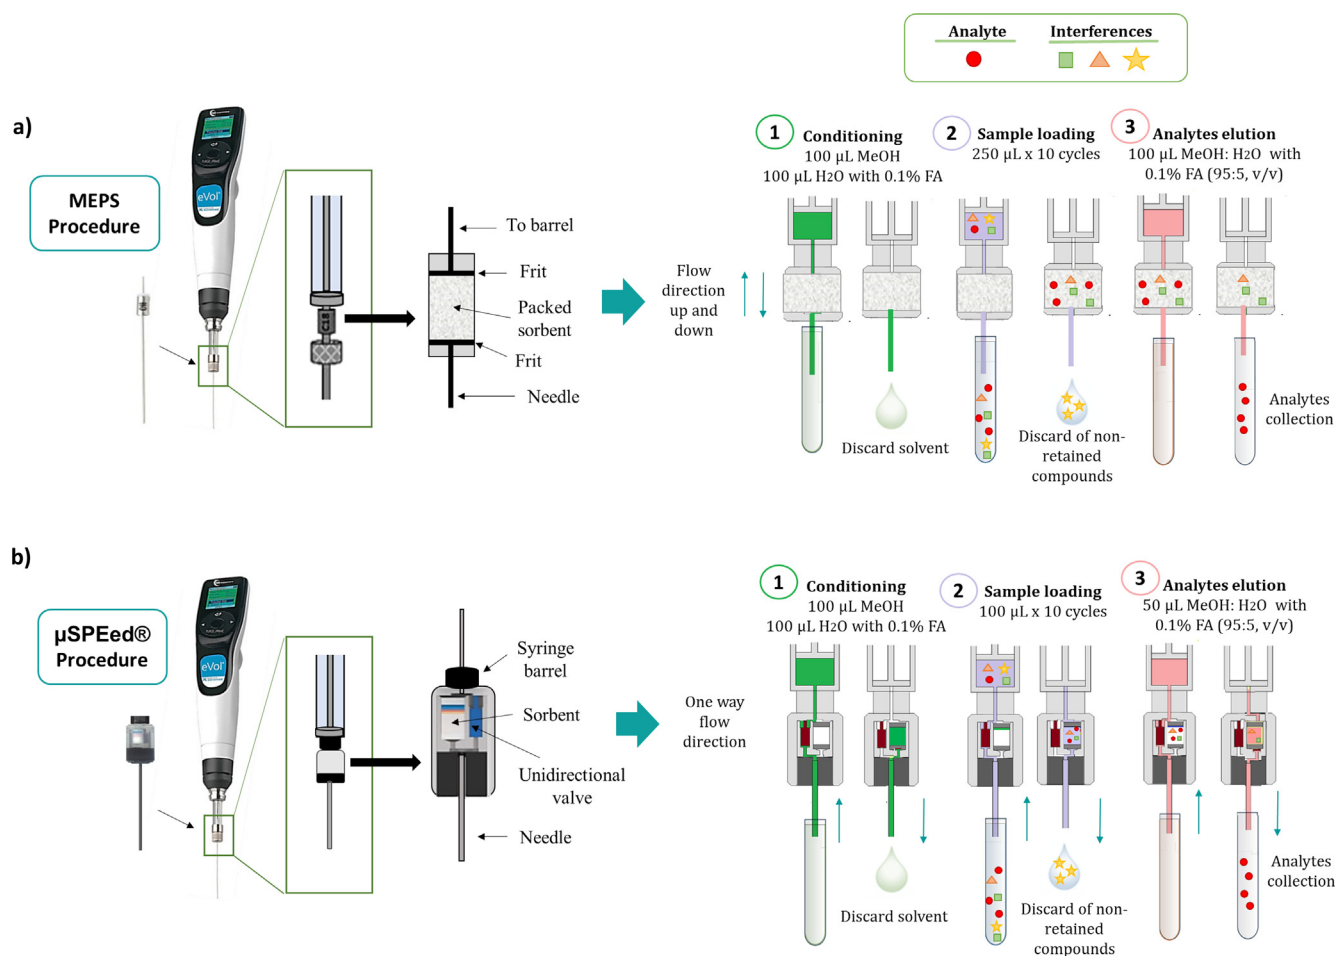 Analyte
Interferences
a)
MEPS
Procedure
eVol®
C18
To barrel
Frit
Packed
sorbent
Frit
Needle
Flow
direction
up and
down
1
Conditioning
100 µL MeOH
100 µL H2O with 0.1% FA
2
Sample loading
250 µL x 10 cycles
3
Analytes elution
100 µL MeOH: H2O with
0.1% FA (95:5, v/v)
Discard solvent
Discard of non-
retained
compounds
Analytes
collection
b)
µSPEed®
Procedure
eVol®
Syringe
barrel
Sorbent
Unidirectional
valve
Needle
One way
flow
direction
1
Conditioning
100 µL MeOH
100 µL H2O with 0.1% FA
2
Sample loading
100 µL x 10 cycles
3
Analytes elution
50 µL MeOH: H2O with
0.1% FA (95:5, v/v)
Discard solvent
Discard of non-
retained
compounds
Analytes
collection